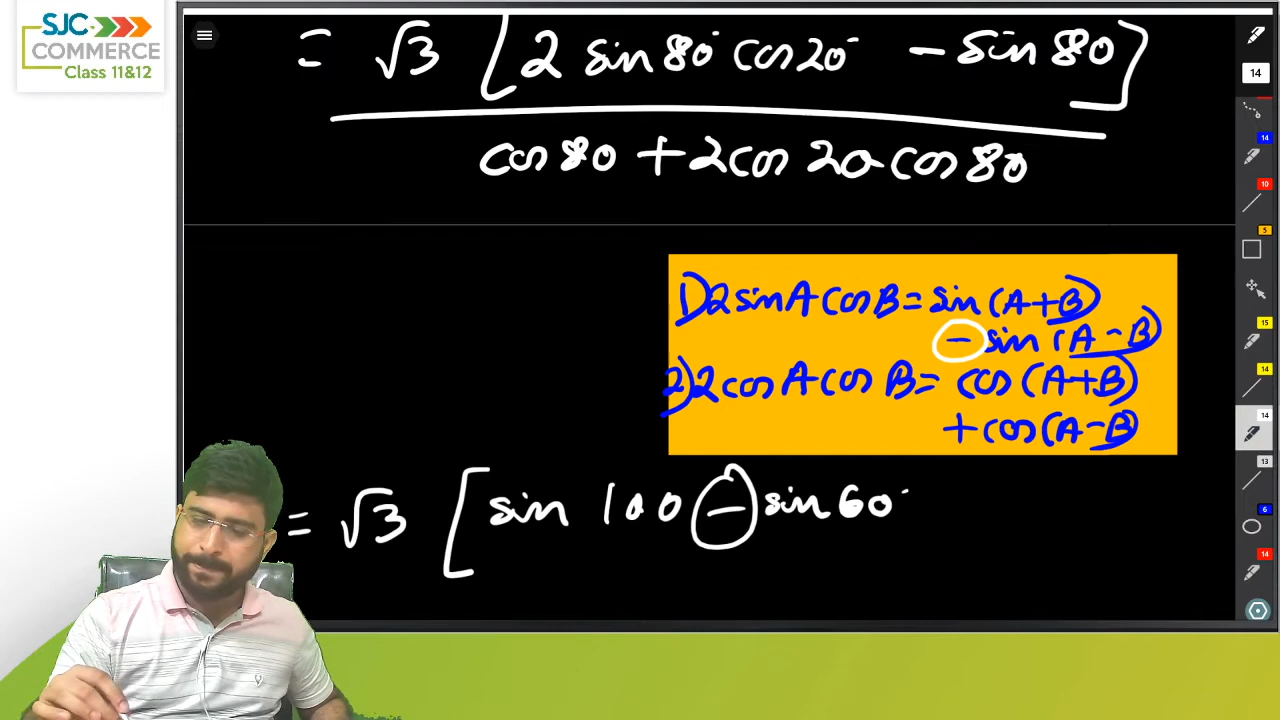 SJC
COMMERCE
Class 11&12
= √3 [2 sin 80° cos 20° - sin 80]
cos 80 + 2 cos 20 cos 80
1) 2 sin A cos B = sin (A+B)
- sin (A-B)
2) 2 cos A cos B = cos (A+B)
+ cos (A-B)
= √3 [sin 100 - sin 60°
14
14
10
5
15
14
14
13
6
14